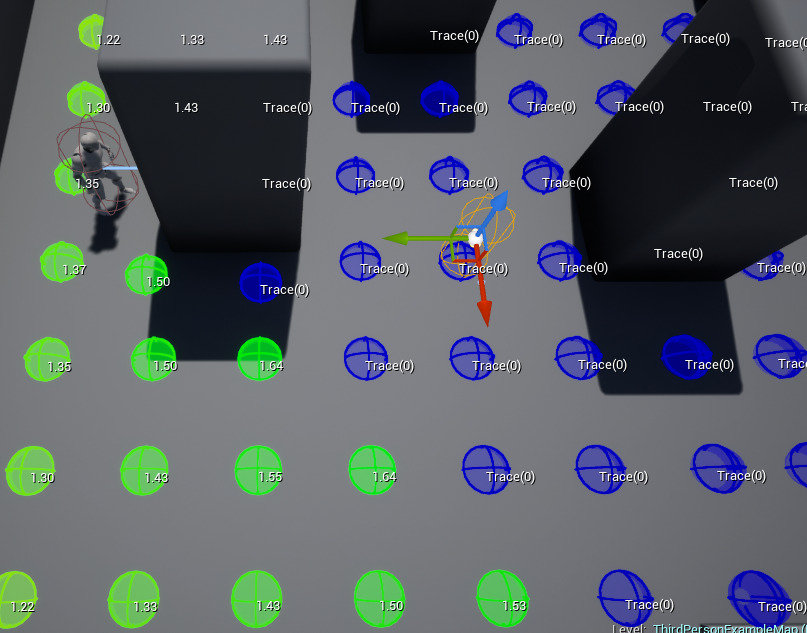 1.22 1.33 1.43 Trace(0) Trace(0) Trace(0) Trace(0)
1.30 1.43 Trace(0) Trace(0) Trace(0) Trace(0) Trace(0) Trace(0)
1.35 Trace(0) Trace(0) Trace(0) Trace(0) Trace(0)
1.37 1.50 Trace(0) Trace(0) Trace(0) Trace(0) Trace(0) Trace(0)
1.35 1.50 1.64 Trace(0) Trace(0) Trace(0) Trace(0)
1.30 1.43 1.55 1.64 Trace(0) Trace(0) Trace(0)
1.22 1.33 1.43 1.50 1.53 Trace(0) Trace(0)
Level: ThirdPersonExampleMap